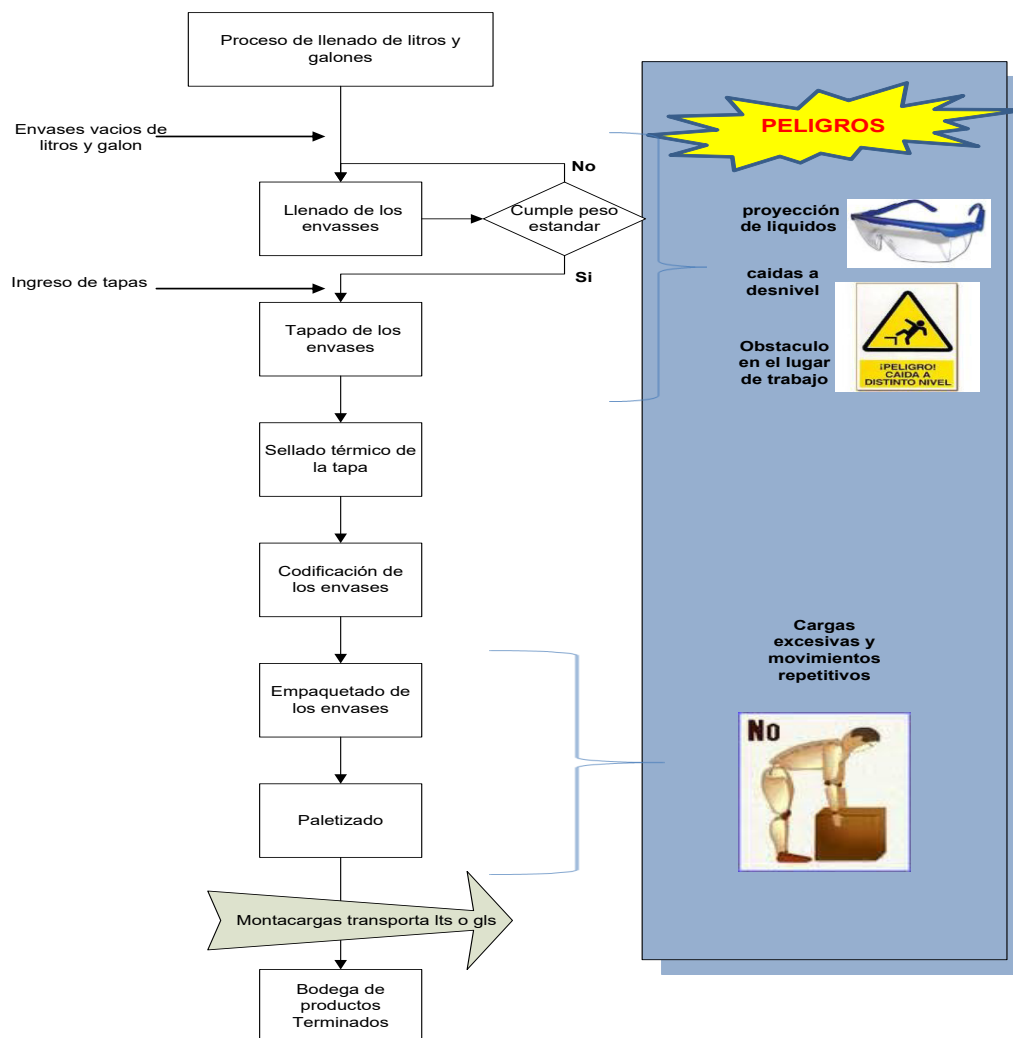 Proceso de llenado de litros y
galones
Envases vacios de
litros y galon
No
Llenado de los
envasses
Cumple peso
estandar
Si
Ingreso de tapas
Tapado de los
envases
Sellado térmico de
la tapa
Codificación de
los envases
Empaquetado de
los envases
Paletizado
Montacargas transporta lts o gls
Bodega de
productos
Terminados
PELIGROS
proyección
de liquidos
caidas a
desnivel
Obstaculo
en el lugar
de trabajo
¡PELIGRO!
CAIDA A
DISTINTO NIVEL
Cargas
excesivas y
movimientos
repetitivos
No